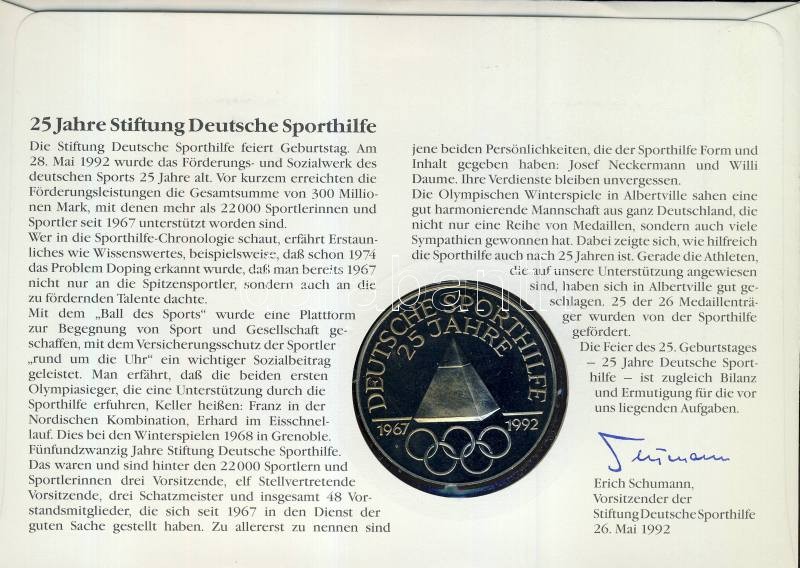 25 Jahre Stiftung Deutsche Sporthilfe
Die Stiftung Deutsche Sporthilfe feiert Geburtstag. Am
28. Mai 1992 wurde das Förderungs- und Sozialwerk des
deutschen Sports 25 Jahre alt. Vor kurzem erreichten die
Förderungsleistungen die Gesamtsumme von 300 Millio-
nen Mark, mit denen mehr als 22000 Sportlerinnen und
Sportler seit 1967 unterstützt worden sind.
Wer in die Sporthilfe-Chronologie schaut, erfährt Erstaun-
liches wie Wissenswertes, beispielsweise, daß schon 1974
das Problem Doping erkannt wurde, daß man bereits 1967
nicht nur an die Spitzensportler, sondern auch an die
zu fördernden Talente dachte.
Mit dem „Ball des Sports“ wurde eine Plattform
zur Begegnung von Sport und Gesellschaft ge-
schaffen, mit dem Versicherungsschutz der Sportler
„rund um die Uhr“ ein wichtiger Sozialbeitrag
geleistet. Man erfährt, daß die beiden ersten
Olympiasieger, die eine Unterstützung durch die
Sporthilfe erfuhren, Keller heißen: Franz in der
Nordischen Kombination, Erhard im Eisschnel-
lauf. Dies bei den Winterspielen 1968 in Grenoble.
Fünfundzwanzig Jahre Stiftung Deutsche Sporthilfe.
Das waren und sind hinter den 22000 Sportlern und
Sportlerinnen drei Vorsitzende, elf Stellvertretende
Vorsitzende, drei Schatzmeister und insgesamt 48 Vor-
standsmitglieder, die sich seit 1967 in den Dienst der
guten Sache gestellt haben. Zu allererst zu nennen sind
jene beiden Persönlichkeiten, die der Sporthilfe Form und
Inhalt gegeben haben: Josef Neckermann und Willi
Daume. Ihre Verdienste bleiben unvergessen.
Die Olympischen Winterspiele in Albertville sahen eine
gut harmonierende Mannschaft aus ganz Deutschland, die
nicht nur eine Reihe von Medaillen, sondern auch viele
Sympathien gewonnen hat. Dabei zeigte sich, wie hilfreich
die Sporthilfe auch nach 25 Jahren ist. Gerade die Athleten,
die auf unsere Unterstützung angewiesen
sind, haben sich in Albertville gut ge-
schlagen. 25 der 26 Medaillenträ-
ger wurden von der Sporthilfe
gefördert.
Die Feier des 25. Geburtstages
– 25 Jahre Deutsche Sport-
hilfe – ist zugleich Bilanz
und Ermutigung für die vor
uns liegenden Aufgaben.
DEUTSCHE SPORTHILFE
25 JAHRE
1967 1992
Erich Schumann,
Vorsitzender der
Stiftung Deutsche Sporthilfe
26. Mai 1992